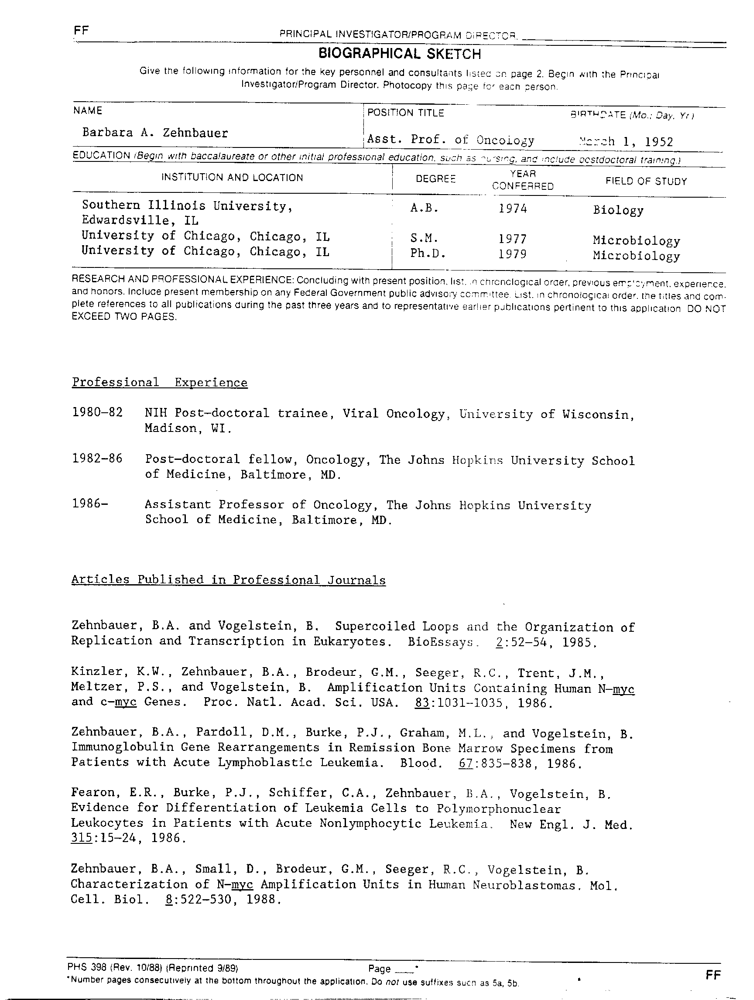 FF
PRINCIPAL INVESTIGATOR/PROGRAM DIRECTOR.
BIOGRAPHICAL SKETCH
Give the following information for the key personnel and consultants listed on page 2. Begin with the Principal
Investigator/Program Director. Photocopy this page for each person.
NAME
POSITION TITLE
BIRTHDATE (Mo., Day, Yr.)
Barbara A. Zehnbauer
Asst. Prof. of Oncology
March 1, 1952
EDUCATION (Begin with baccalaureate or other initial professional education, such as nursing, and include postdoctoral training.)
INSTITUTION AND LOCATION
DEGREE
YEAR
CONFERRED
FIELD OF STUDY
Southern Illinois University,
Edwardsville, IL
A.B.
1974
Biology
University of Chicago, Chicago, IL
S.M.
1977
Microbiology
University of Chicago, Chicago, IL
Ph.D.
1979
Microbiology
RESEARCH AND PROFESSIONAL EXPERIENCE: Concluding with present position, list, in chronological order, previous employment, experience,
and honors. Include present membership on any Federal Government public advisory committee. List, in chronological order, the titles and com-
plete references to all publications during the past three years and to representative earlier publications pertinent to this application. DO NOT
EXCEED TWO PAGES.
Professional Experience
1980-82 NIH Post-doctoral trainee, Viral Oncology, University of Wisconsin,
Madison, WI.
1982-86 Post-doctoral fellow, Oncology, The Johns Hopkins University School
of Medicine, Baltimore, MD.
1986- Assistant Professor of Oncology, The Johns Hopkins University
School of Medicine, Baltimore, MD.
Articles Published in Professional Journals
Zehnbauer, B.A. and Vogelstein, B. Supercoiled Loops and the Organization of
Replication and Transcription in Eukaryotes. BioEssays. 2:52-54, 1985.
Kinzler, K.W., Zehnbauer, B.A., Brodeur, G.M., Seeger, R.C., Trent, J.M.,
Meltzer, P.S., and Vogelstein, B. Amplification Units Containing Human N-myc
and c-myc Genes. Proc. Natl. Acad. Sci. USA. 83:1031-1035, 1986.
Zehnbauer, B.A., Pardoll, D.M., Burke, P.J., Graham, M.L., and Vogelstein, B.
Immunoglobulin Gene Rearrangements in Remission Bone Marrow Specimens from
Patients with Acute Lymphoblastic Leukemia. Blood. 67:835-838, 1986.
Fearon, E.R., Burke, P.J., Schiffer, C.A., Zehnbauer, B.A., Vogelstein, B.
Evidence for Differentiation of Leukemia Cells to Polymorphonuclear
Leukocytes in Patients with Acute Nonlymphocytic Leukemia. New Engl. J. Med.
315:15-24, 1986.
Zehnbauer, B.A., Small, D., Brodeur, G.M., Seeger, R.C., Vogelstein, B.
Characterization of N-myc Amplification Units in Human Neuroblastomas. Mol.
Cell. Biol. 8:522-530, 1988.
PHS 398 (Rev. 10/88) (Reprinted 9/89)
Page ___*
*Number pages consecutively at the bottom throughout the application. Do not use suffixes such as 5a, 5b.
FF